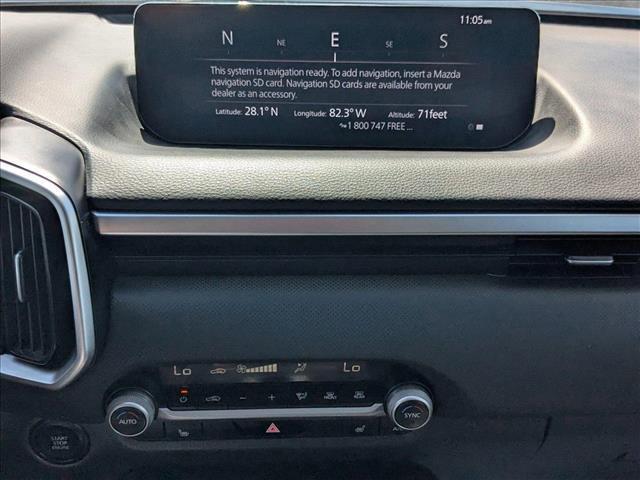 11:05am
N NE E SE S
This system is navigation ready. To add navigation, insert a Mazda
navigation SD card. Navigation SD cards are available from your
dealer as an accessory.
Latitude: 28.1° N Longitude: 82.3° W Altitude: 71feet
1 800 747 FREE ...
Lo Lo
AUTO - + FRONT REAR SYNC
START
STOP
ENGINE